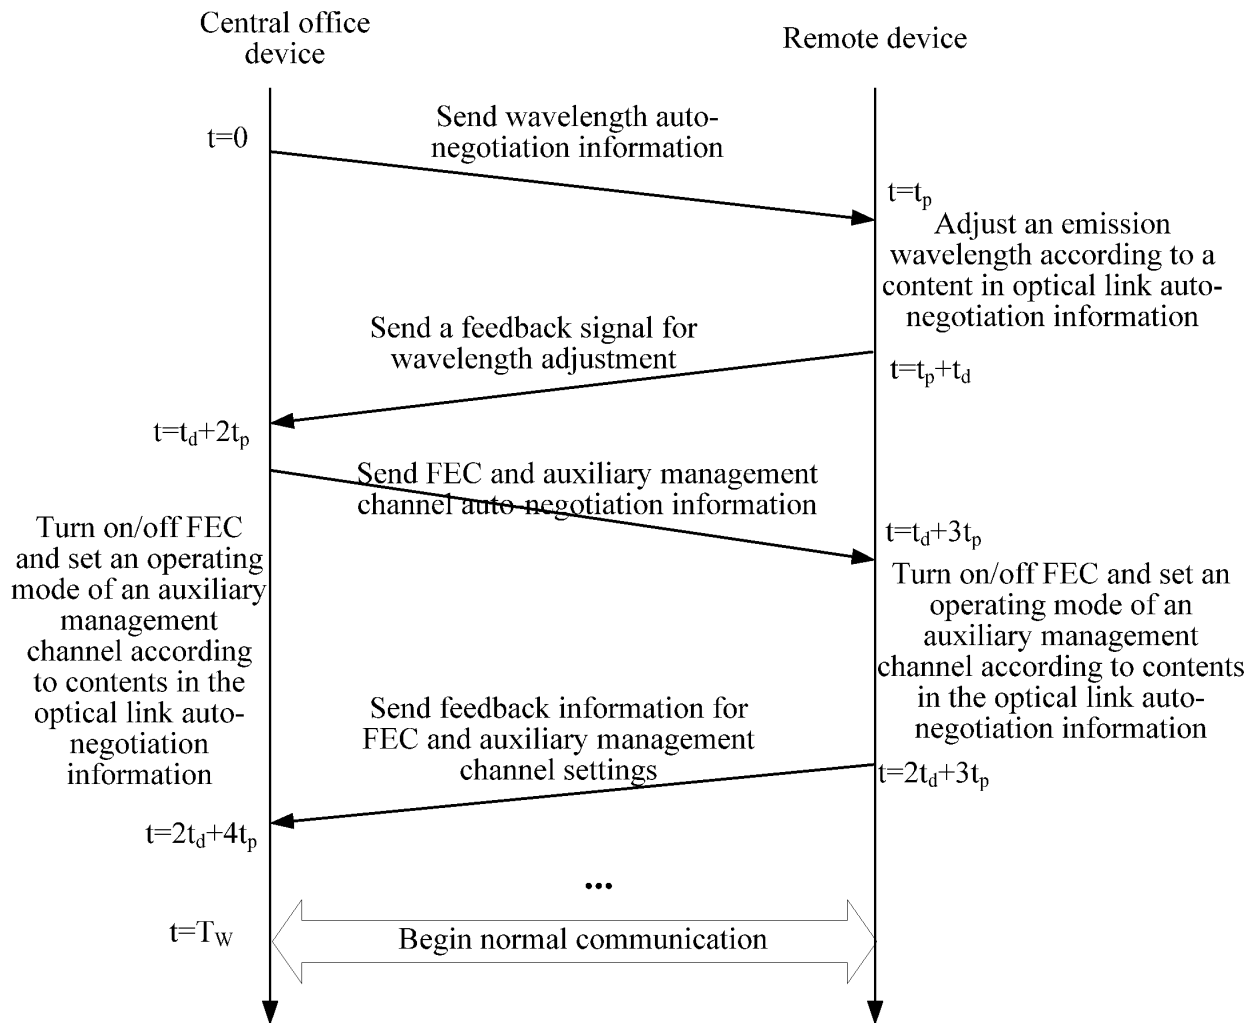 Central office
device
Remote device
Send wavelength auto-
negotiation information
t=0
t=tp
Adjust an emission
wavelength according to a
content in optical link auto-
negotiation information
Send a feedback signal for
wavelength adjustment
t=tp+td
t=td+2tp
Send FEC and auxiliary management
channel auto-negotiation information
Turn on/off FEC
and set an operating
mode of an auxiliary
management
channel according
to contents in the
optical link auto-
negotiation
information
t=td+3tp
Turn on/off FEC and set an
operating mode of an
auxiliary management
channel according to contents
in the optical link auto-
negotiation information
Send feedback information for
FEC and auxiliary management
channel settings
t=2td+3tp
t=2td+4tp
...
t=TW
Begin normal communication